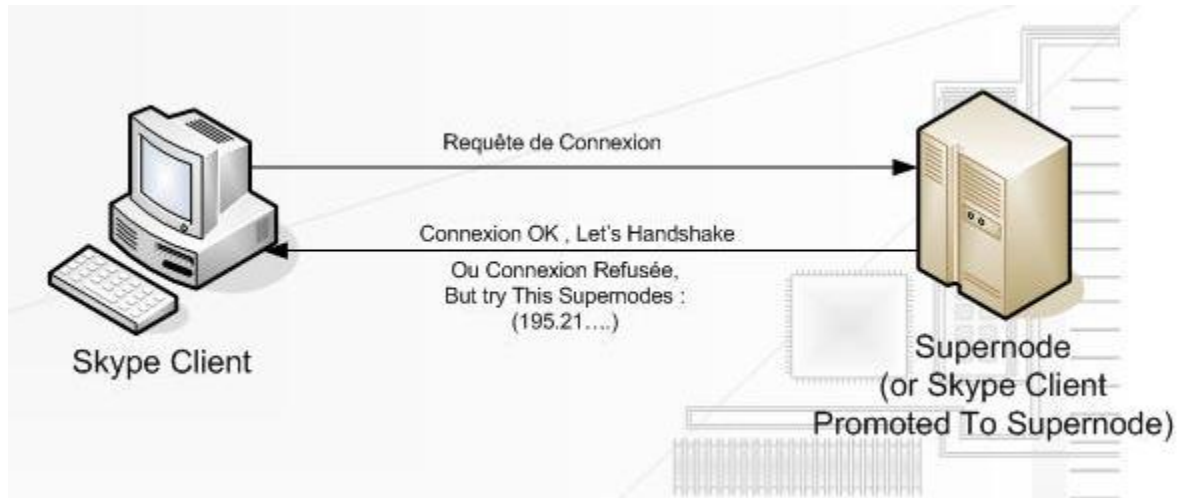 Requête de Connexion
Connexion OK , Let's Handshake
Ou Connexion Refusée,
But try This Supernodes :
(195.21....)
Skype Client
Supernode
(or Skype Client
Promoted To Supernode)